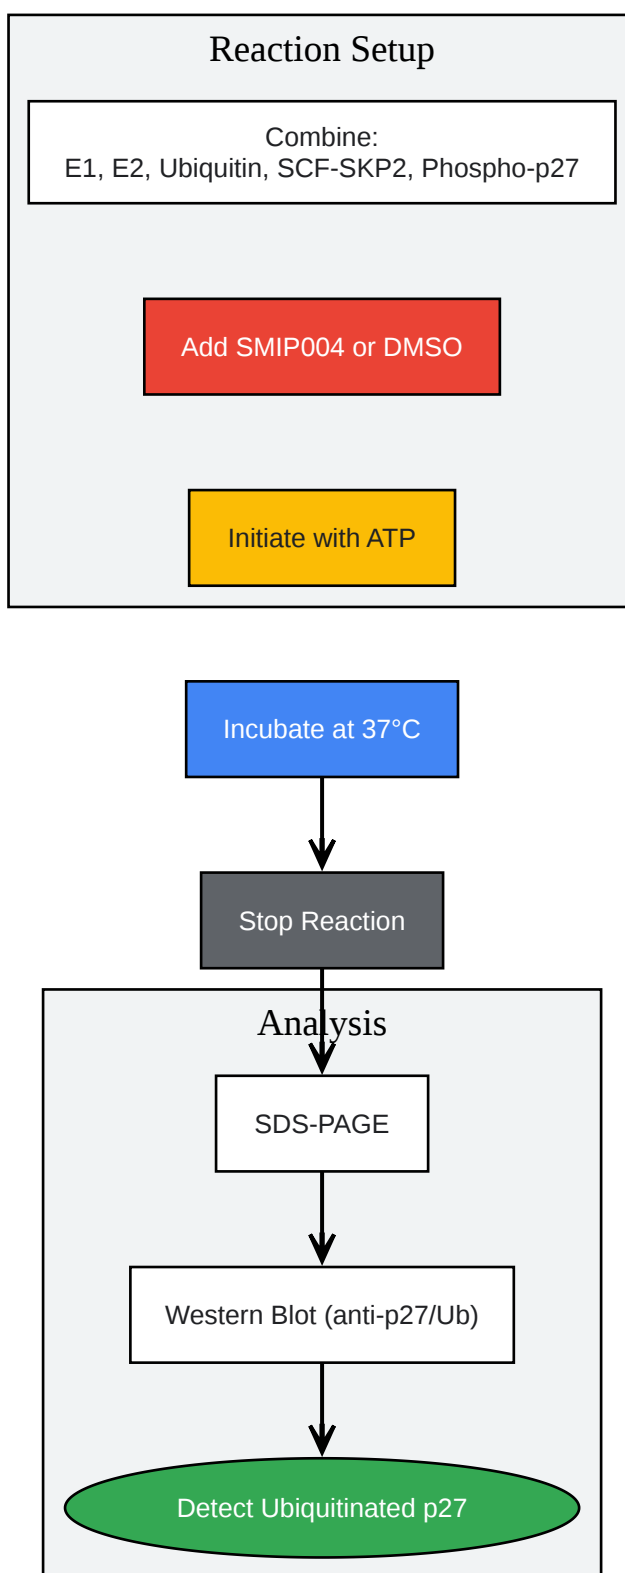 Reaction Setup
Combine:
E1, E2, Ubiquitin, SCF-SKP2, Phospho-p27
Add SMIP004 or DMSO
Initiate with ATP
Incubate at 37°C
Stop Reaction
Analysis
SDS-PAGE
Western Blot (anti-p27/Ub)
Detect Ubiquitinated p27